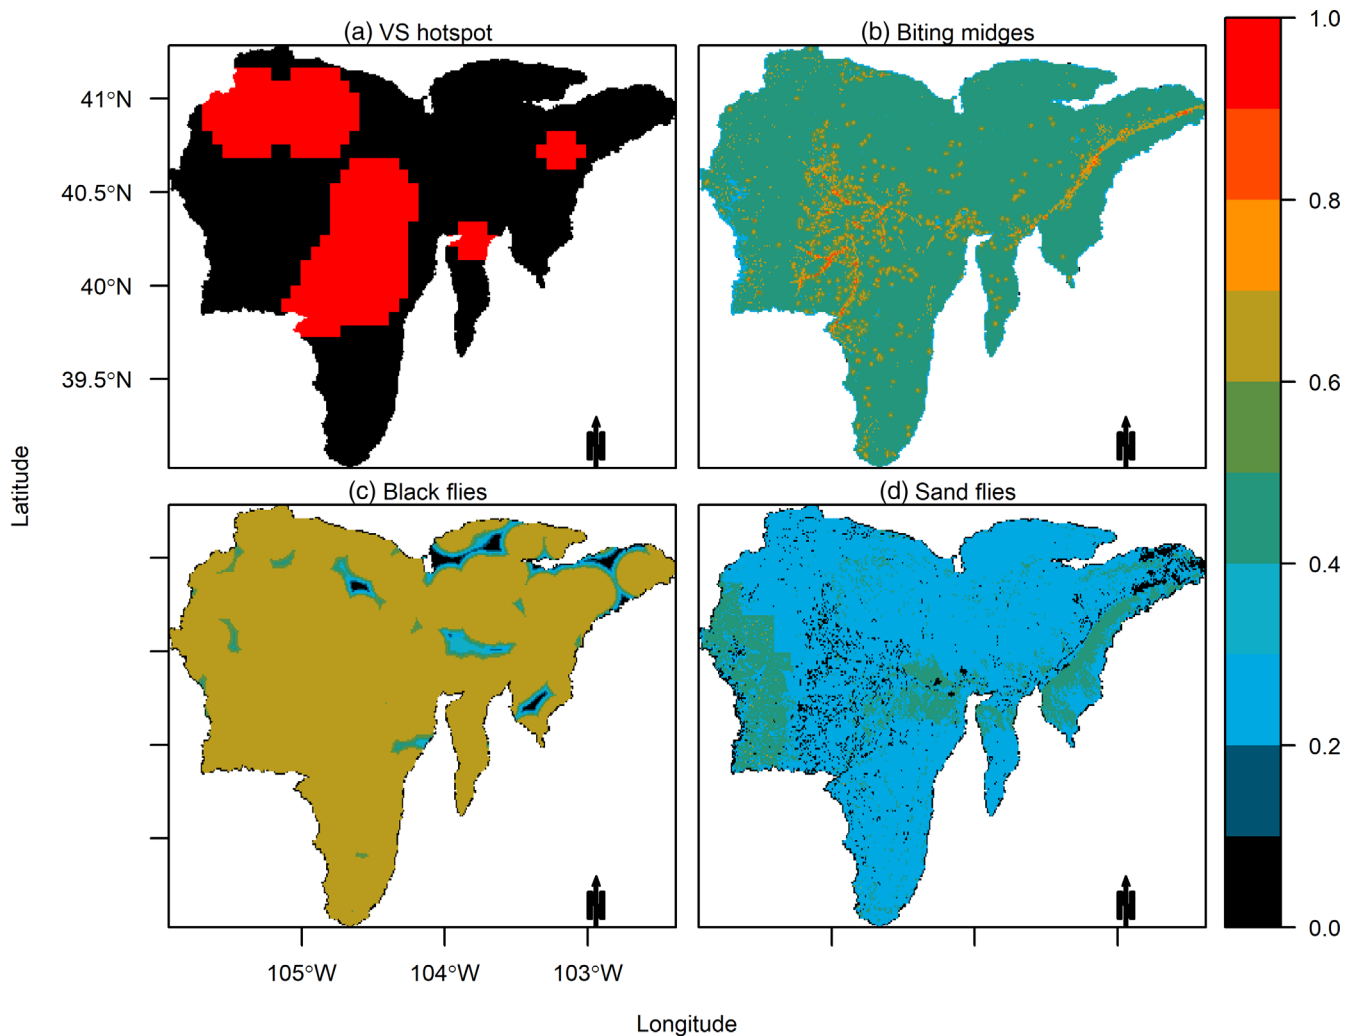 (a) VS hotspot
(b) Biting midges
1.0
0.8
0.6
0.4
0.2
0.0
41°N
40.5°N
40°N
39.5°N
N
N
Latitude
(c) Black flies
(d) Sand flies
N
N
105°W
104°W
103°W
Longitude